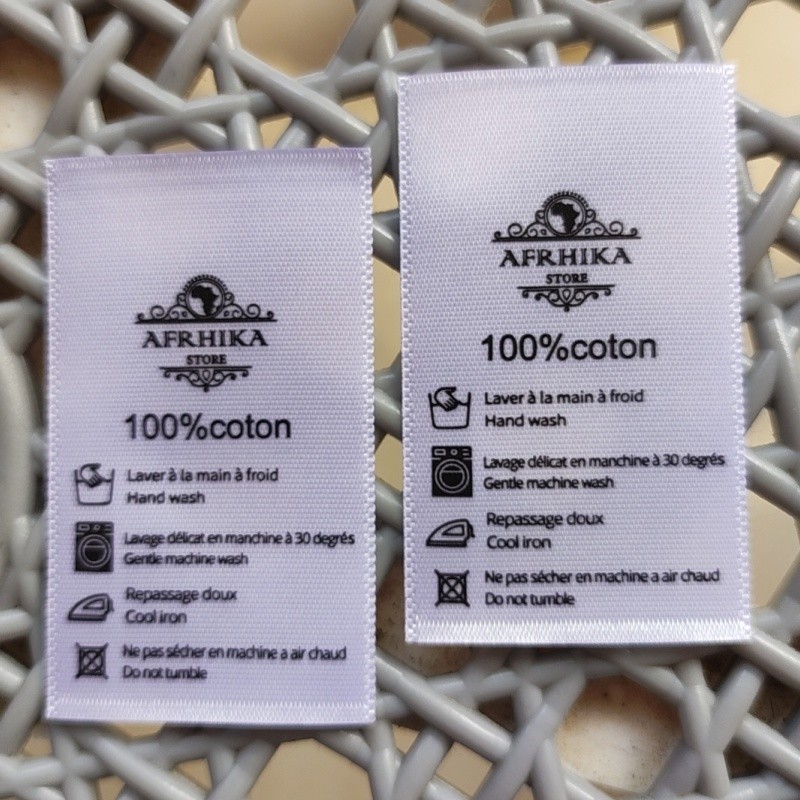 AFRHIKA
STORE
100%coton
Laver à la main à froid
Hand wash
Lavage délicat en manchine à 30 degrés
Gentle machine wash
Repassage doux
Cool iron
Ne pas sécher en machine a air chaud
Do not tumble
AFRHIKA
STORE
100%coton
Laver à la main à froid
Hand wash
Lavage délicat en manchine à 30 degrés
Gentle machine wash
Repassage doux
Cool iron
Ne pas sécher en machine a air chaud
Do not tumble